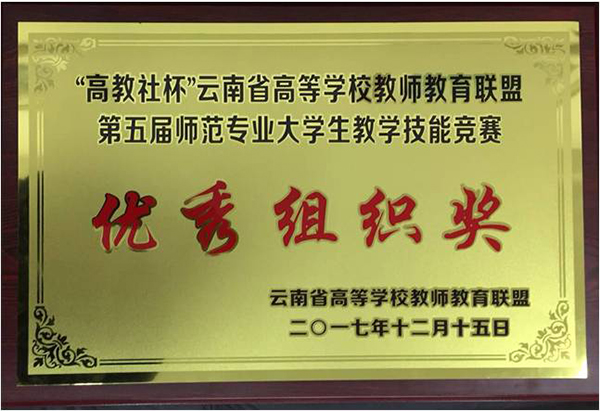 “高教社杯”云南省高等学校教师教育联盟
第五届师范专业大学生教学技能竞赛
优秀组织奖
云南省高等学校教师教育联盟
二〇一七年十二月十五日